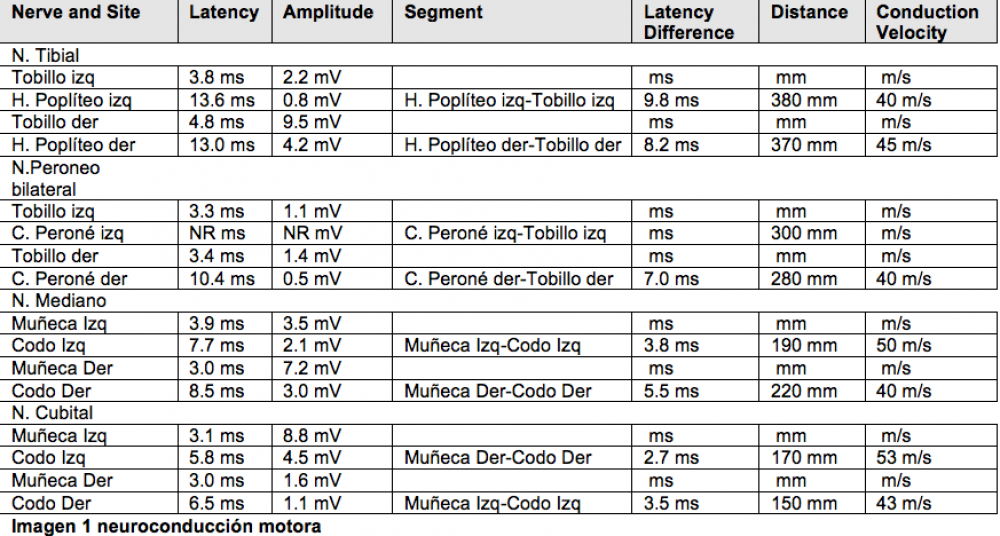 Nerve and Site Latency Amplitude Segment Latency Difference Distance Conduction Velocity
N. Tibial
Tobillo izq 3.8 ms 2.2 mV ms mm m/s
H. Poplíteo izq 13.6 ms 0.8 mV H. Poplíteo izq-Tobillo izq 9.8 ms 380 mm 40 m/s
Tobillo der 4.8 ms 9.5 mV ms mm m/s
H. Poplíteo der 13.0 ms 4.2 mV H. Poplíteo der-Tobillo der 8.2 ms 370 mm 45 m/s
N.Peroneo
bilateral
Tobillo izq 3.3 ms 1.1 mV ms mm m/s
C. Peroné izq NR ms NR mV C. Peroné izq-Tobillo izq ms 300 mm m/s
Tobillo der 3.4 ms 1.4 mV ms mm m/s
C. Peroné der 10.4 ms 0.5 mV C. Peroné der-Tobillo der 7.0 ms 280 mm 40 m/s
N. Mediano
Muñeca Izq 3.9 ms 3.5 mV ms mm m/s
Codo Izq 7.7 ms 2.1 mV Muñeca Izq-Codo Izq 3.8 ms 190 mm 50 m/s
Muñeca Der 3.0 ms 7.2 mV ms mm m/s
Codo Der 8.5 ms 3.0 mV Muñeca Der-Codo Der 5.5 ms 220 mm 40 m/s
N. Cubital
Muñeca Izq 3.1 ms 8.8 mV ms mm m/s
Codo Izq 5.8 ms 4.5 mV Muñeca Der-Codo Der 2.7 ms 170 mm 53 m/s
Muñeca Der 3.0 ms 1.6 mV ms mm m/s
Codo Der 6.5 ms 1.1 mV Muñeca Izq-Codo Izq 3.5 ms 150 mm 43 m/s
Imagen 1 neuroconducción motora